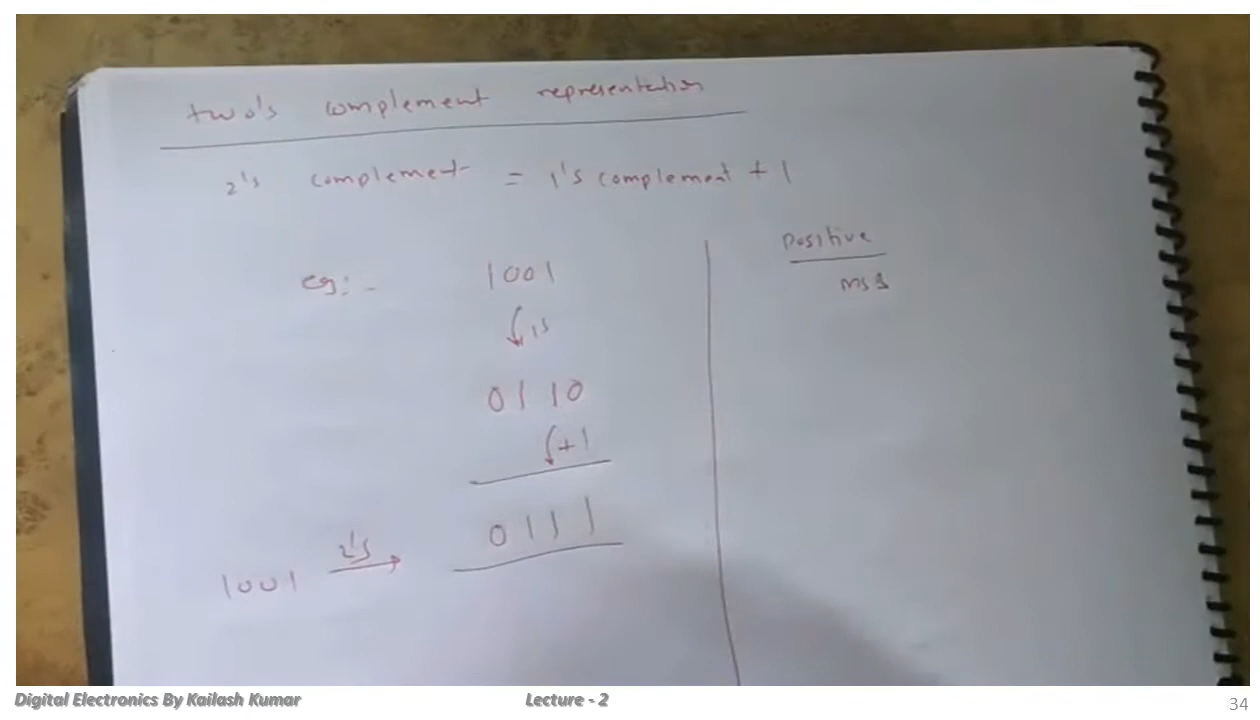 two's complement representation
2's complement = 1's complement + 1
eg:-
1001
1s
0110
+1
0111
1001 2's
Positive
MSB
Digital Electronics By Kailash Kumar
Lecture - 2
34